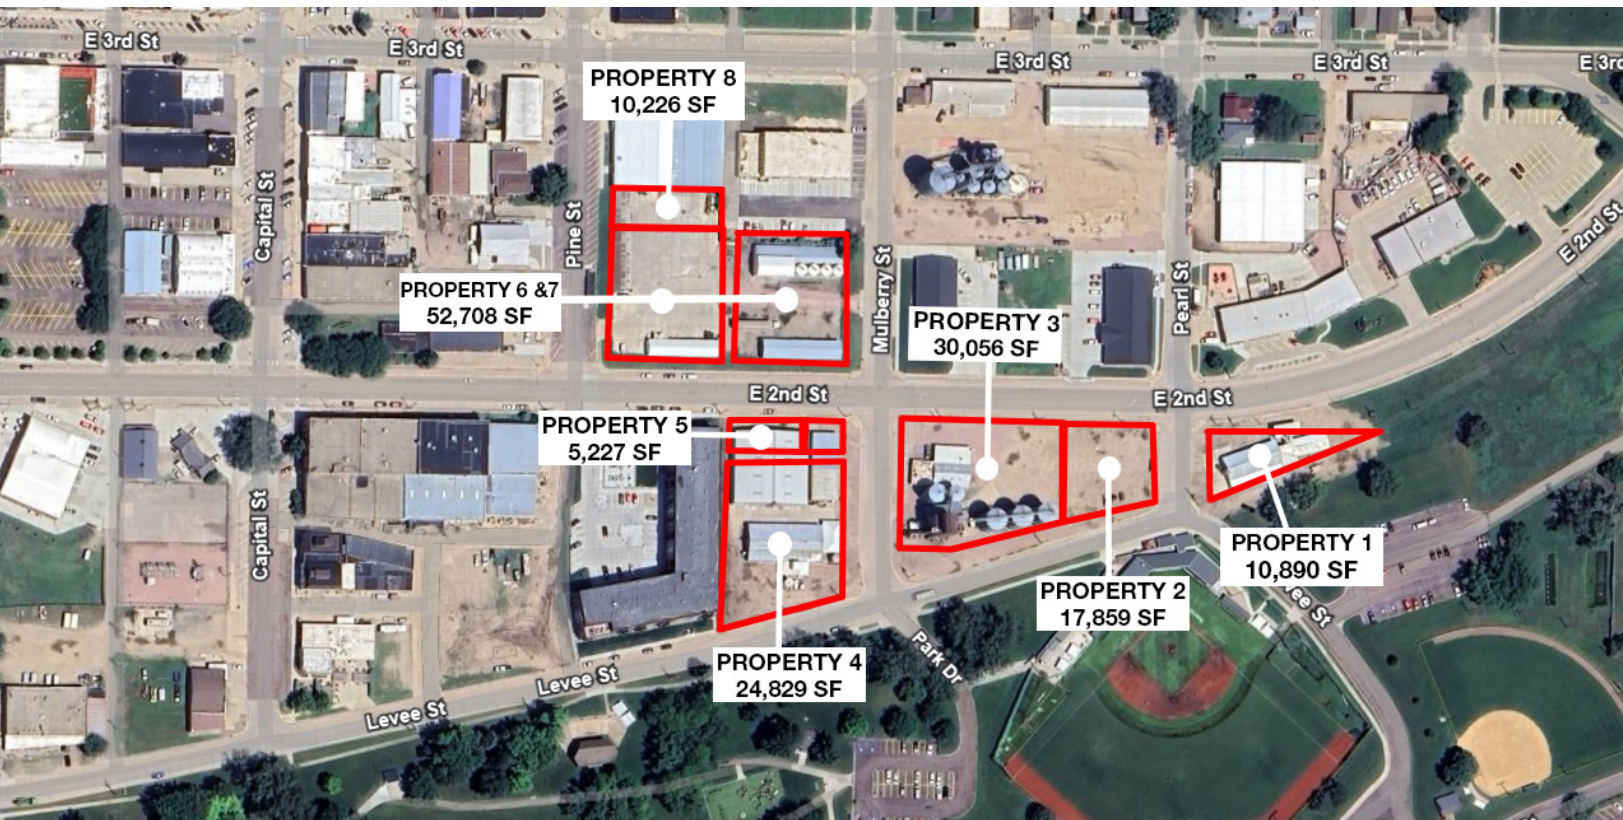 E 3rd St
E 3rd St
E 3rd St
E 3rd St
E 3rd
PROPERTY 8
10,226 SF
Capital St
Pine St
Mulberry St
Pearl St
E 2nd St
PROPERTY 6 &7
52,708 SF
PROPERTY 3
30,056 SF
E 2nd St
E 2nd St
PROPERTY 5
5,227 SF
Capital St
PROPERTY 1
10,890 SF
PROPERTY 2
17,859 SF
vee St
PROPERTY 4
24,829 SF
Park Dr
Levee St
Levee St